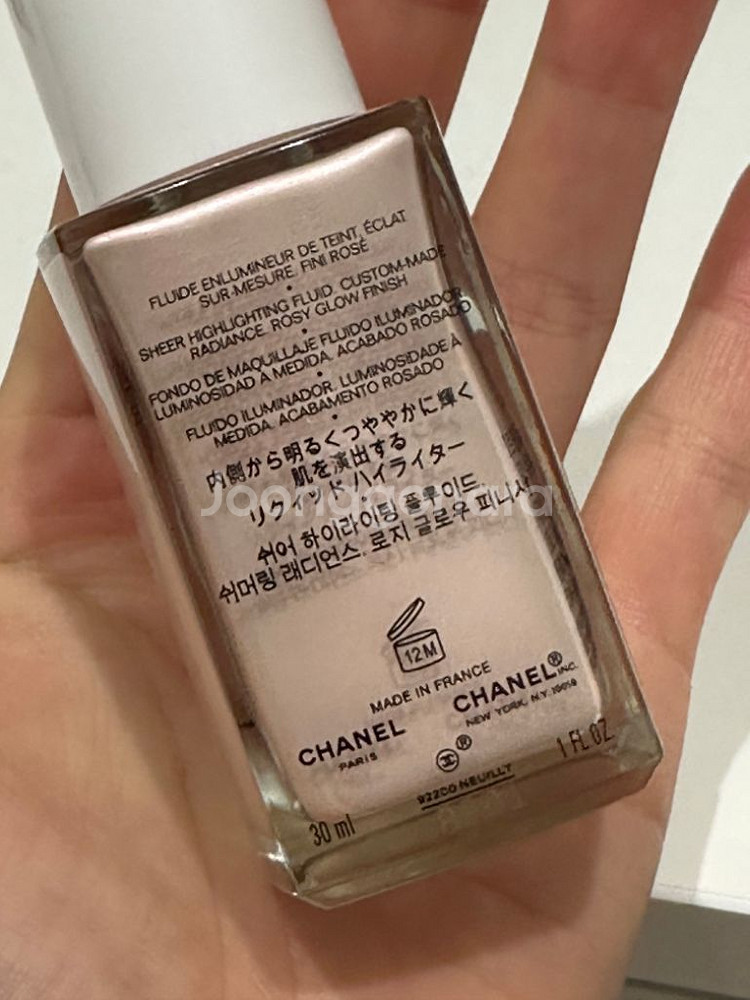 FLUIDE ENLUMINEUR DE TEINT, ÉCLAT
SUR-MESURE, FINI ROSÉ
•
SHEER HIGHLIGHTING FLUID. CUSTOM-MADE
RADIANCE. ROSY GLOW FINISH
•
FONDO DE MAQUILLAJE FLUIDO ILUMINADOR,
LUMINOSIDAD A MEDIDA, ACABADO ROSADO
•
FLUIDO ILUMINADOR. LUMINOSIDADE À
MEDIDA. ACABAMENTO ROSADO
•
内側から明るくつややかに輝く
肌を演出する
リクィッド ハイライター
쉬어 하이라이팅 플루이드
쉬머링 래디언스. 로지 글로우 피니시
Joonggonara
12M
MADE IN FRANCE
CHANEL
PARIS
CHANEL® INC.
NEW YORK, N.Y. 10019
®
92200 NEUILLY
30 ml
1 FL OZ